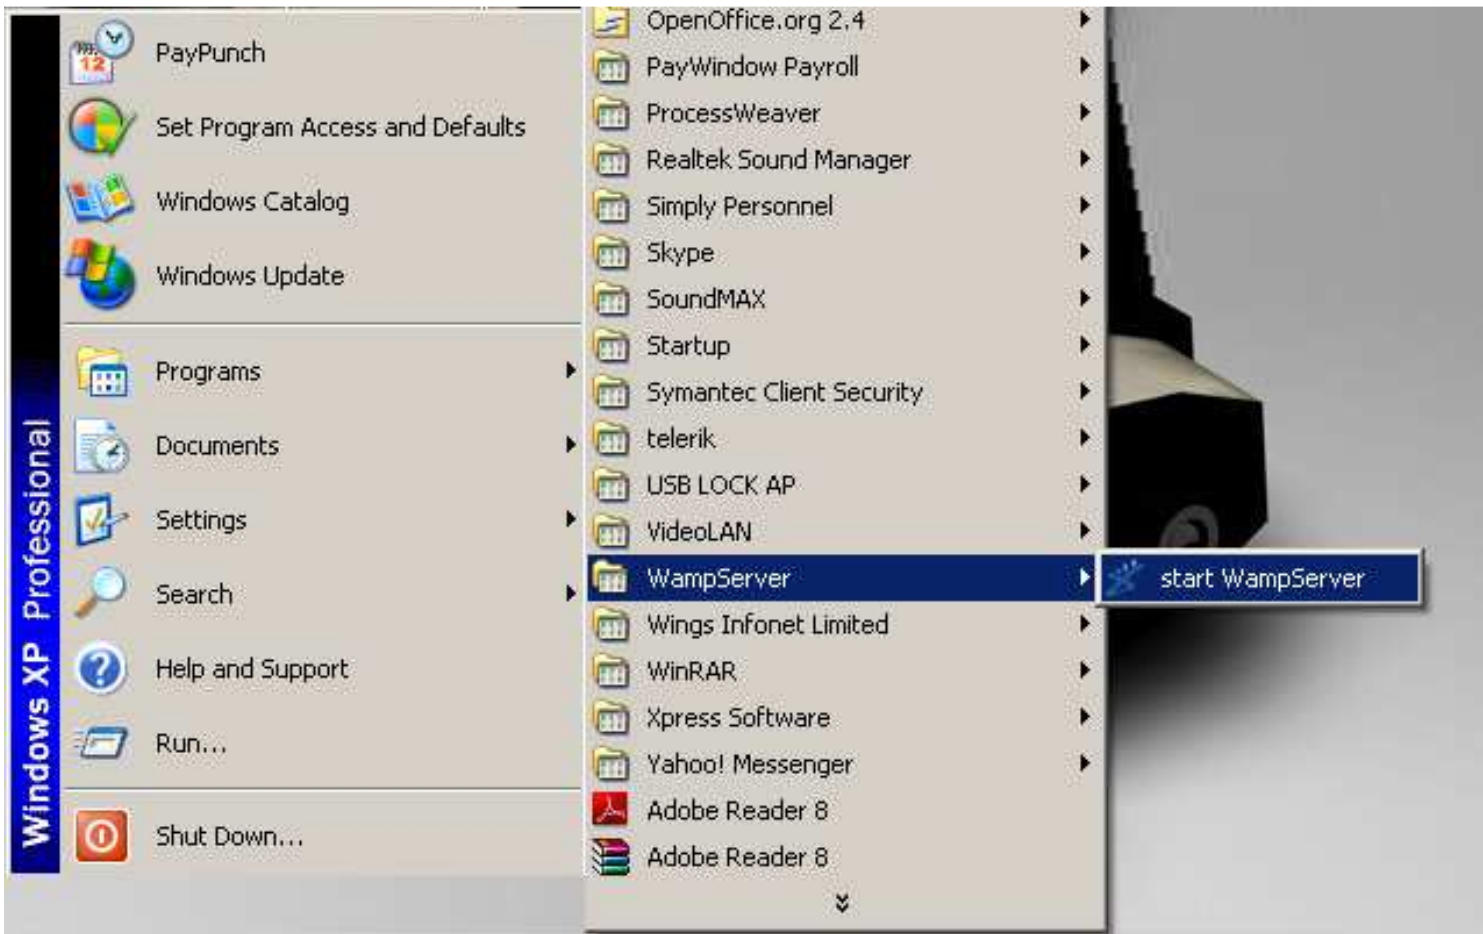 PayPunch
12
Set Program Access and Defaults
Windows Catalog
Windows Update
Programs
Documents
Settings
Search
Help and Support
Run...
Shut Down...
Windows XP Professional
OpenOffice.org 2.4
PayWindow Payroll
ProcessWeaver
Realtek Sound Manager
Simply Personnel
Skype
SoundMAX
Startup
Symantec Client Security
telerik
USB LOCK AP
VideoLAN
WampServer
Wings Infonet Limited
WinRAR
Xpress Software
Yahoo! Messenger
Adobe Reader 8
Adobe Reader 8
start WampServer